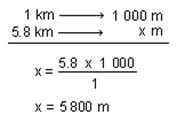 1 km ⟶ 1 000 m
5.8 km ⟶ x m
x = 5.8 x 1 000 / 1
x = 5 800 m